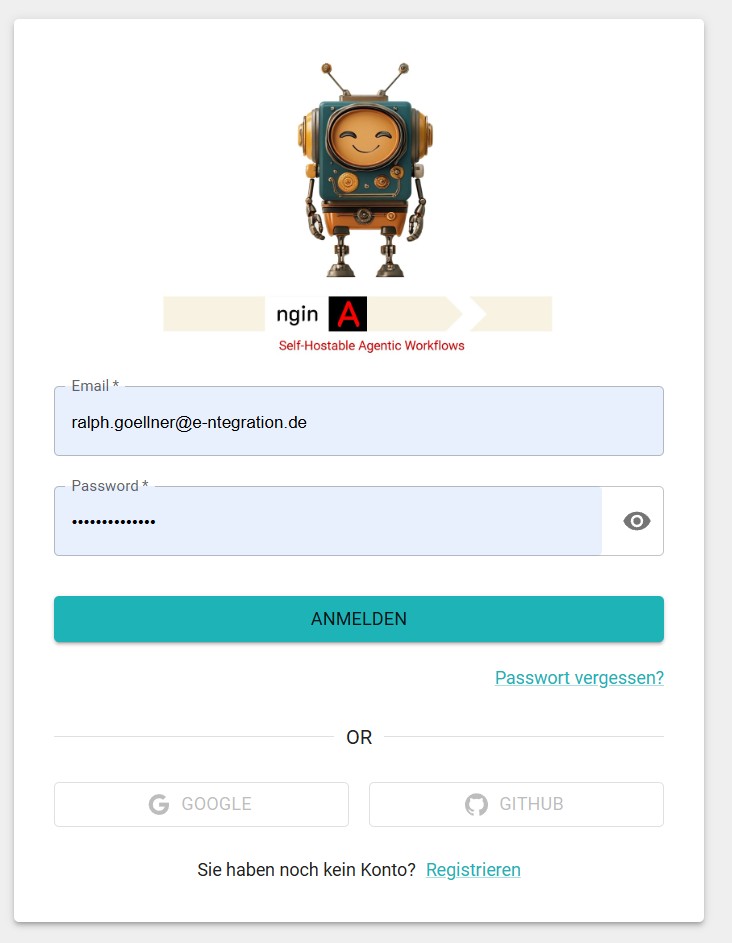 ngin A
Self-Hostable Agentic Workflows
Email *
ralph.goellner@e-ntegration.de
Password *
••••••••••••••
ANMELDEN
Passwort vergessen?
OR
GOOGLE
GITHUB
Sie haben noch kein Konto? Registrieren